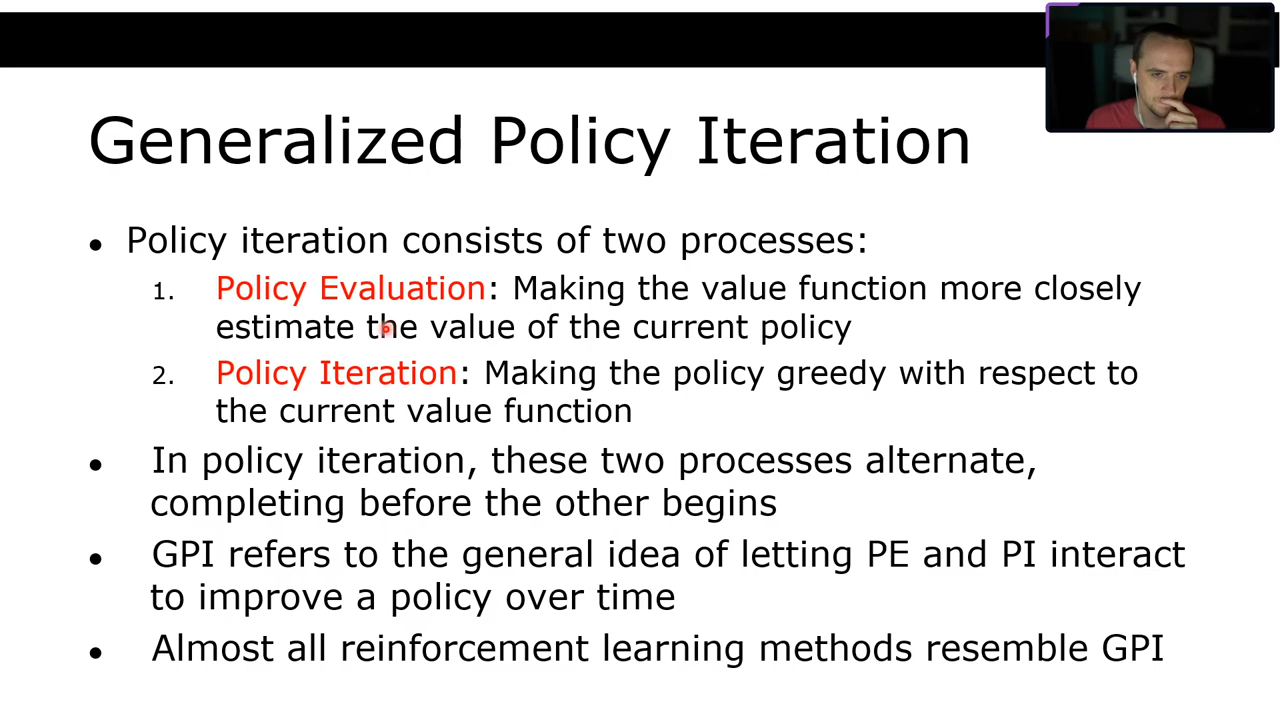 Generalized Policy Iteration
● Policy iteration consists of two processes:
1. Policy Evaluation: Making the value function more closely
estimate the value of the current policy
2. Policy Iteration: Making the policy greedy with respect to
the current value function
● In policy iteration, these two processes alternate,
completing before the other begins
● GPI refers to the general idea of letting PE and PI interact
to improve a policy over time
● Almost all reinforcement learning methods resemble GPI